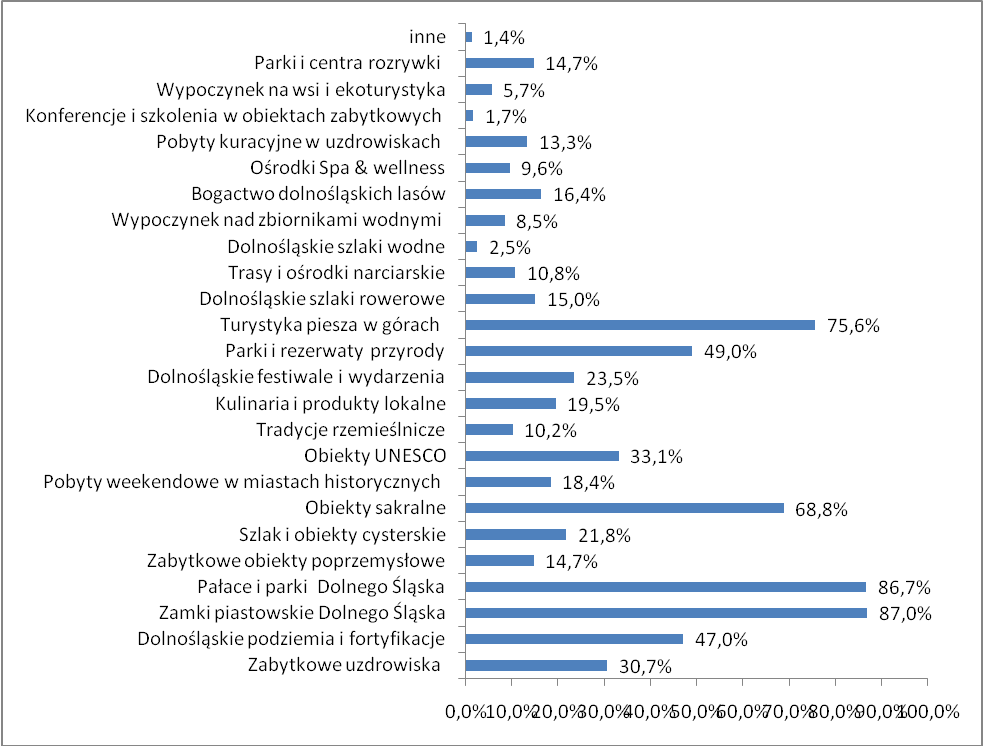 inne 1,4%
Parki i centra rozrywki 14,7%
Wypoczynek na wsi i ekoturystyka 5,7%
Konferencje i szkolenia w obiektach zabytkowych 1,7%
Pobyty kuracyjne w uzdrowiskach 13,3%
Ośrodki Spa & wellness 9,6%
Bogactwo dolnośląskich lasów 16,4%
Wypoczynek nad zbiornikami wodnymi 8,5%
Dolnośląskie szlaki wodne 2,5%
Trasy i ośrodki narciarskie 10,8%
Dolnośląskie szlaki rowerowe 15,0%
Turystyka piesza w górach 75,6%
Parki i rezerwaty przyrody 49,0%
Dolnośląskie festiwale i wydarzenia 23,5%
Kulinaria i produkty lokalne 19,5%
Tradycje rzemieślnicze 10,2%
Obiekty UNESCO 33,1%
Pobyty weekendowe w miastach historycznych 18,4%
Obiekty sakralne 68,8%
Szlak i obiekty cysterskie 21,8%
Zabytkowe obiekty poprzemysłowe 14,7%
Pałace i parki Dolnego Śląska 86,7%
Zamki piastowskie Dolnego Śląska 87,0%
Dolnośląskie podziemia i fortyfikacje 47,0%
Zabytkowe uzdrowiska 30,7%
0,0% 10,0% 20,0% 30,0% 40,0% 50,0% 60,0% 70,0% 80,0% 90,0% 100,0%